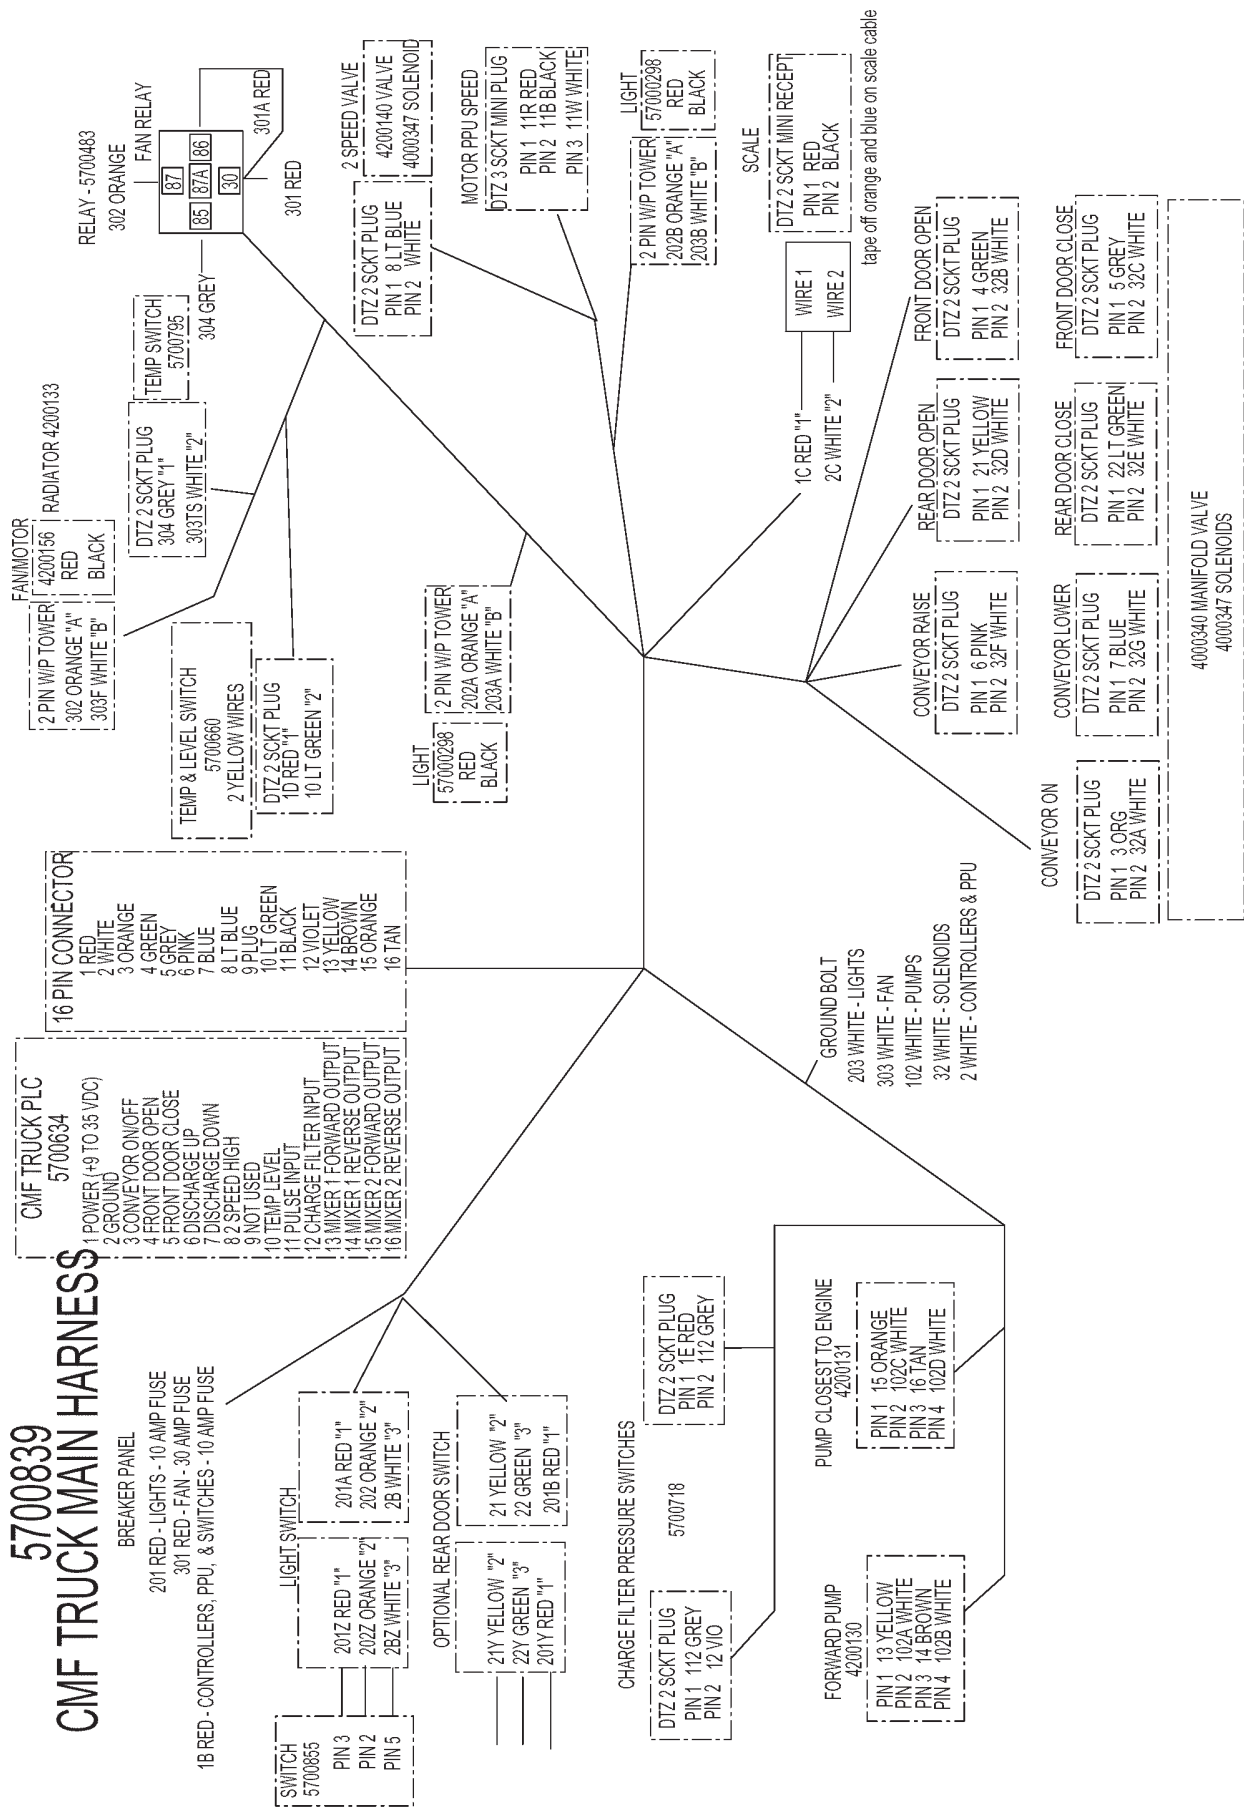 5700839
CMF TRUCK MAIN HARNESS
BREAKER PANEL
201 RED - LIGHTS - 10 AMP FUSE
301 RED - FAN - 30 AMP FUSE
1B RED - CONTROLLERS, PPU, & SWITCHES - 10 AMP FUSE
SWITCH
5700855
PIN 3
PIN 2
PIN 5
LIGHT SWITCH
201Z RED "1"
202Z ORANGE "2"
2BZ WHITE "3"
201A RED "1"
202 ORANGE "2"
2B WHITE "3"
OPTIONAL REAR DOOR SWITCH
21Y YELLOW "2"
22Y GREEN "3"
201Y RED "1"
21 YELLOW "2"
22 GREEN "3"
201B RED "1"
CHARGE FILTER PRESSURE SWITCHES
5700718
DTZ 2 SCKT PLUG
PIN 1 112 GREY
PIN 2 12 VIO
DTZ 2 SCKT PLUG
PIN 1 1E RED
PIN 2 112 GREY
FORWARD PUMP
4200130
PIN 1 13 YELLOW
PIN 2 102A WHITE
PIN 3 14 BROWN
PIN 4 102B WHITE
PUMP CLOSEST TO ENGINE
4200131
PIN 1 15 ORANGE
PIN 2 102C WHITE
PIN 3 16 TAN
PIN 4 102D WHITE
CMF TRUCK PLC
5700634
1 POWER (+9 TO 35 VDC)
2 GROUND
3 CONVEYOR ON/OFF
4 FRONT DOOR OPEN
5 FRONT DOOR CLOSE
6 DISCHARGE UP
7 DISCHARGE DOWN
8 2 SPEED HIGH
9 NOT USED
10 TEMP LEVEL
11 PULSE INPUT
12 CHARGE FILTER INPUT
13 MIXER 1 FORWARD OUTPUT
14 MIXER 1 REVERSE OUTPUT
15 MIXER 2 FORWARD OUTPUT
16 MIXER 2 REVERSE OUTPUT
16 PIN CONNECTOR
1 RED
2 WHITE
3 ORANGE
4 GREEN
5 GREY
6 PINK
7 BLUE
8 LT BLUE
9 PLUG
10 LT GREEN
11 BLACK
12 VIOLET
13 YELLOW
14 BROWN
15 ORANGE
16 TAN
GROUND BOLT
203 WHITE - LIGHTS
303 WHITE - FAN
102 WHITE - PUMPS
32 WHITE - SOLENOIDS
2 WHITE - CONTROLLERS & PPU
FAN/MOTOR
2 PIN W/P TOWER
302 ORANGE "A"
303F WHITE "B"
4200156
RED
BLACK
RADIATOR 4200133
TEMP & LEVEL SWITCH
5700660
2 YELLOW WIRES
DTZ 2 SCKT PLUG
1D RED "1"
10 LT GREEN "2"
DTZ 2 SCKT PLUG
304 GREY "1"
303TS WHITE "2"
TEMP SWITCH
5700795
LIGHT
57000298
RED
BLACK
2 PIN W/P TOWER
202A ORANGE "A"
203A WHITE "B"
RELAY - 5700483
302 ORANGE
FAN RELAY
87
85
87A
86
30
304 GREY
301 RED
301A RED
2 SPEED VALVE
DTZ 2 SCKT PLUG
PIN 1 8 LT BLUE
PIN 2 WHITE
4200140 VALVE
4000347 SOLENOID
MOTOR PPU SPEED
DTZ 3 SCKT MINI PLUG
PIN 1 11R RED
PIN 2 11B BLACK
PIN 3 11W WHITE
LIGHT
2 PIN W/P TOWER
202B ORANGE "A"
203B WHITE "B"
57000298
RED
BLACK
SCALE
1C RED "1"
2C WHITE "2"
WIRE 1
WIRE 2
DTZ 2 SCKT MINI RECEPT
PIN 1 RED
PIN 2 BLACK
tape off orange and blue on scale cable
CONVEYOR RAISE
DTZ 2 SCKT PLUG
PIN 1 6 PINK
PIN 2 32F WHITE
REAR DOOR OPEN
DTZ 2 SCKT PLUG
PIN 1 21 YELLOW
PIN 2 32D WHITE
FRONT DOOR OPEN
DTZ 2 SCKT PLUG
PIN 1 4 GREEN
PIN 2 32B WHITE
CONVEYOR ON
DTZ 2 SCKT PLUG
PIN 1 3 ORG
PIN 2 32A WHITE
CONVEYOR LOWER
DTZ 2 SCKT PLUG
PIN 1 7 BLUE
PIN 2 32G WHITE
REAR DOOR CLOSE
DTZ 2 SCKT PLUG
PIN 1 22 LT GREEN
PIN 2 32E WHITE
FRONT DOOR CLOSE
DTZ 2 SCKT PLUG
PIN 1 5 GREY
PIN 2 32C WHITE
4000340 MANIFOLD VALVE
4000347 SOLENOIDS